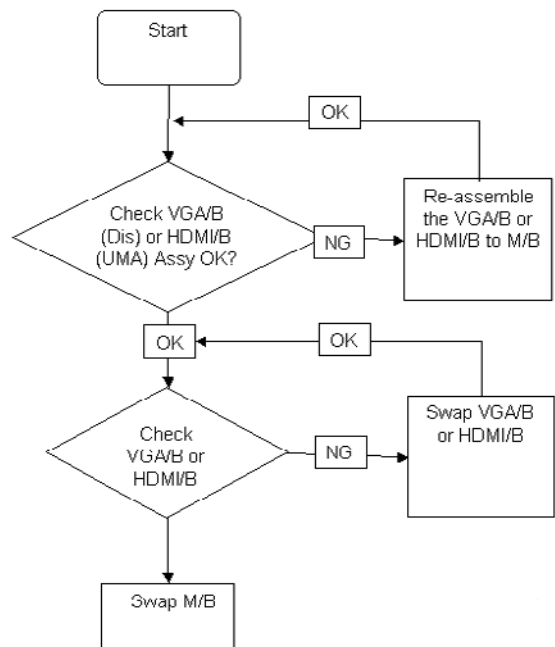 Start
OK
Check VGA/B
(Dis) or HDMI/B
(UMA) Assy OK?
NG
Re-assemble
the VGA/B or
HDMI/B to M/B
OK
OK
Check
VGA/B or
HDMI/B
NG
Swap VGA/B
or HDMI/B
Swap M/B